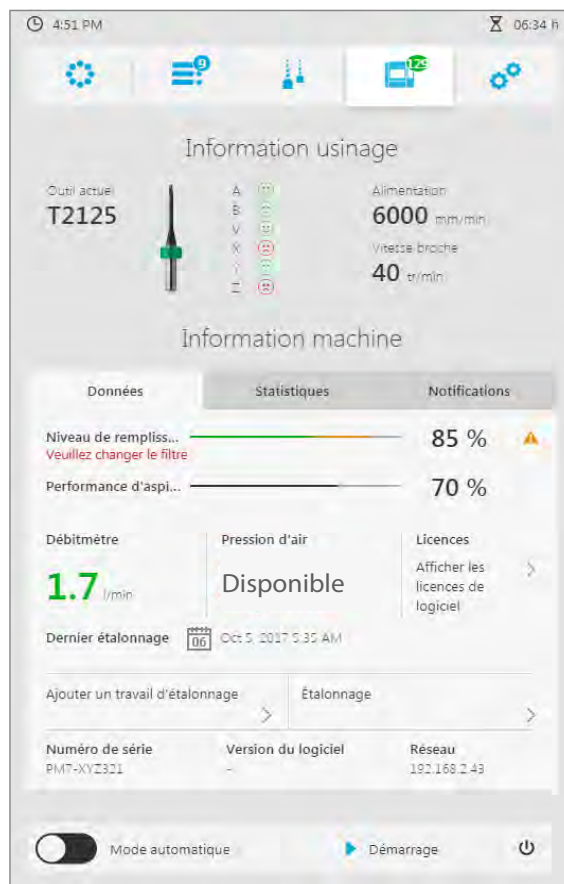 4:51 PM
06:34 h
9
129
Information usinage
Outil actuel
T2125
A
B
V
X
Y
Z
Alimentation
6000 mm/min
Vitesse broche
40 tr/min
Information machine
Données
Statistiques
Notifications
Niveau de rempliss... 85 %
Veuillez changer le filtre
Performance d'aspi... 70 %
Débitmètre
1.7 l/min
Pression d'air
Disponible
Licences
Afficher les
licences de
logiciel
Dernier étalonnage 06 Oct 5, 2017 5:35 AM
Ajouter un travail d'étalonnage
Étalonnage
Numéro de série
PM7-XYZ321
Version du logiciel
-
Réseau
192.168.2.43
Mode automatique
Démarrage